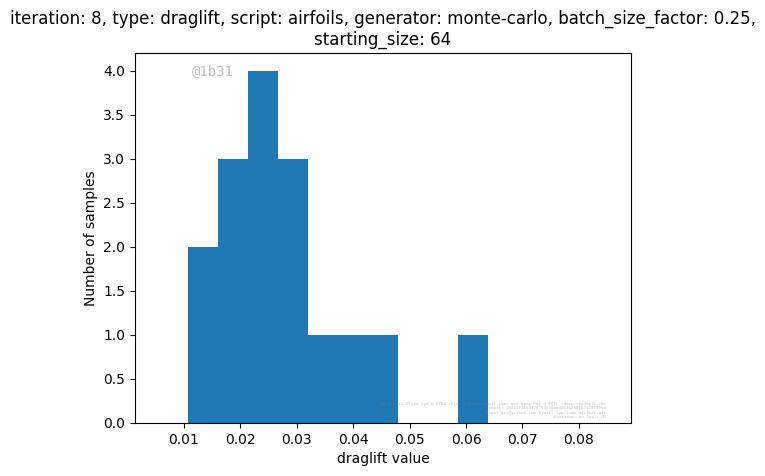 iteration: 8, type: draglift, script: airfoils, generator: monte-carlo, batch_size_factor: 0.25,
starting_size: 64
@1b31
4.0
3.5
3.0
2.5
2.0
1.5
1.0
0.5
0.0
Number of samples
0.01 0.02 0.03 0.04 0.05 0.06 0.07 0.08
draglift value